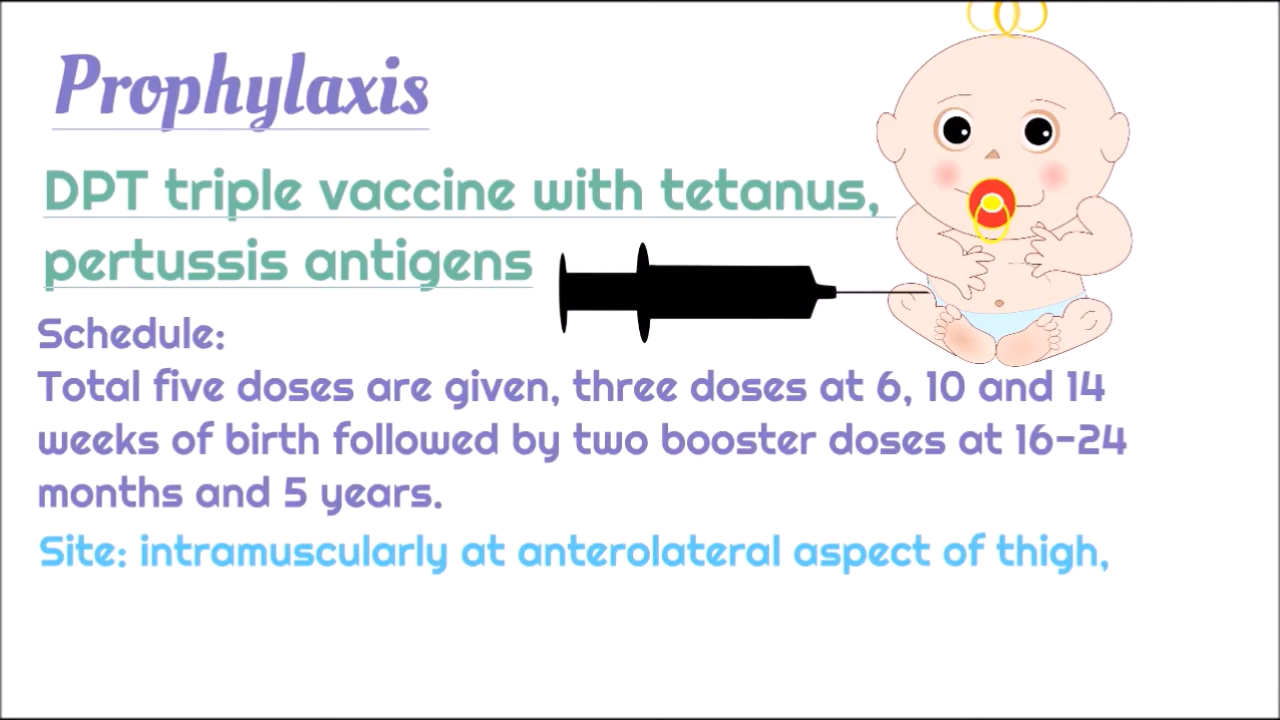 Prophylaxis
DPT triple vaccine with tetanus,
pertussis antigens
Schedule:
Total five doses are given, three doses at 6, 10 and 14
weeks of birth followed by two booster doses at 16-24
months and 5 years.
Site: intramuscularly at anterolateral aspect of thigh,